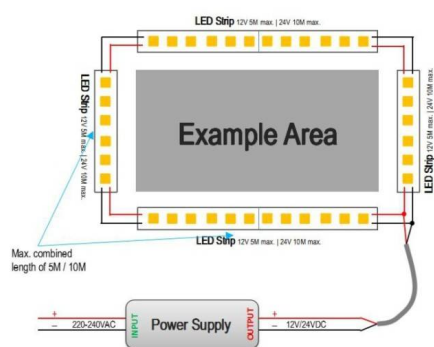 LED Strip 12V 5M max. | 24V 10M max.
LED Strip 12V 5M max. | 24V 10M max.
Example Area
LED Strip 12V 5M max. | 24V 10M max.
LED Strip 12V 5M max. | 24V 10M max.
Max. combined
length of 5M / 10M
+
220-240VAC
–
INPUT
Power Supply
OUTPUT
+
12V/24VDC
–